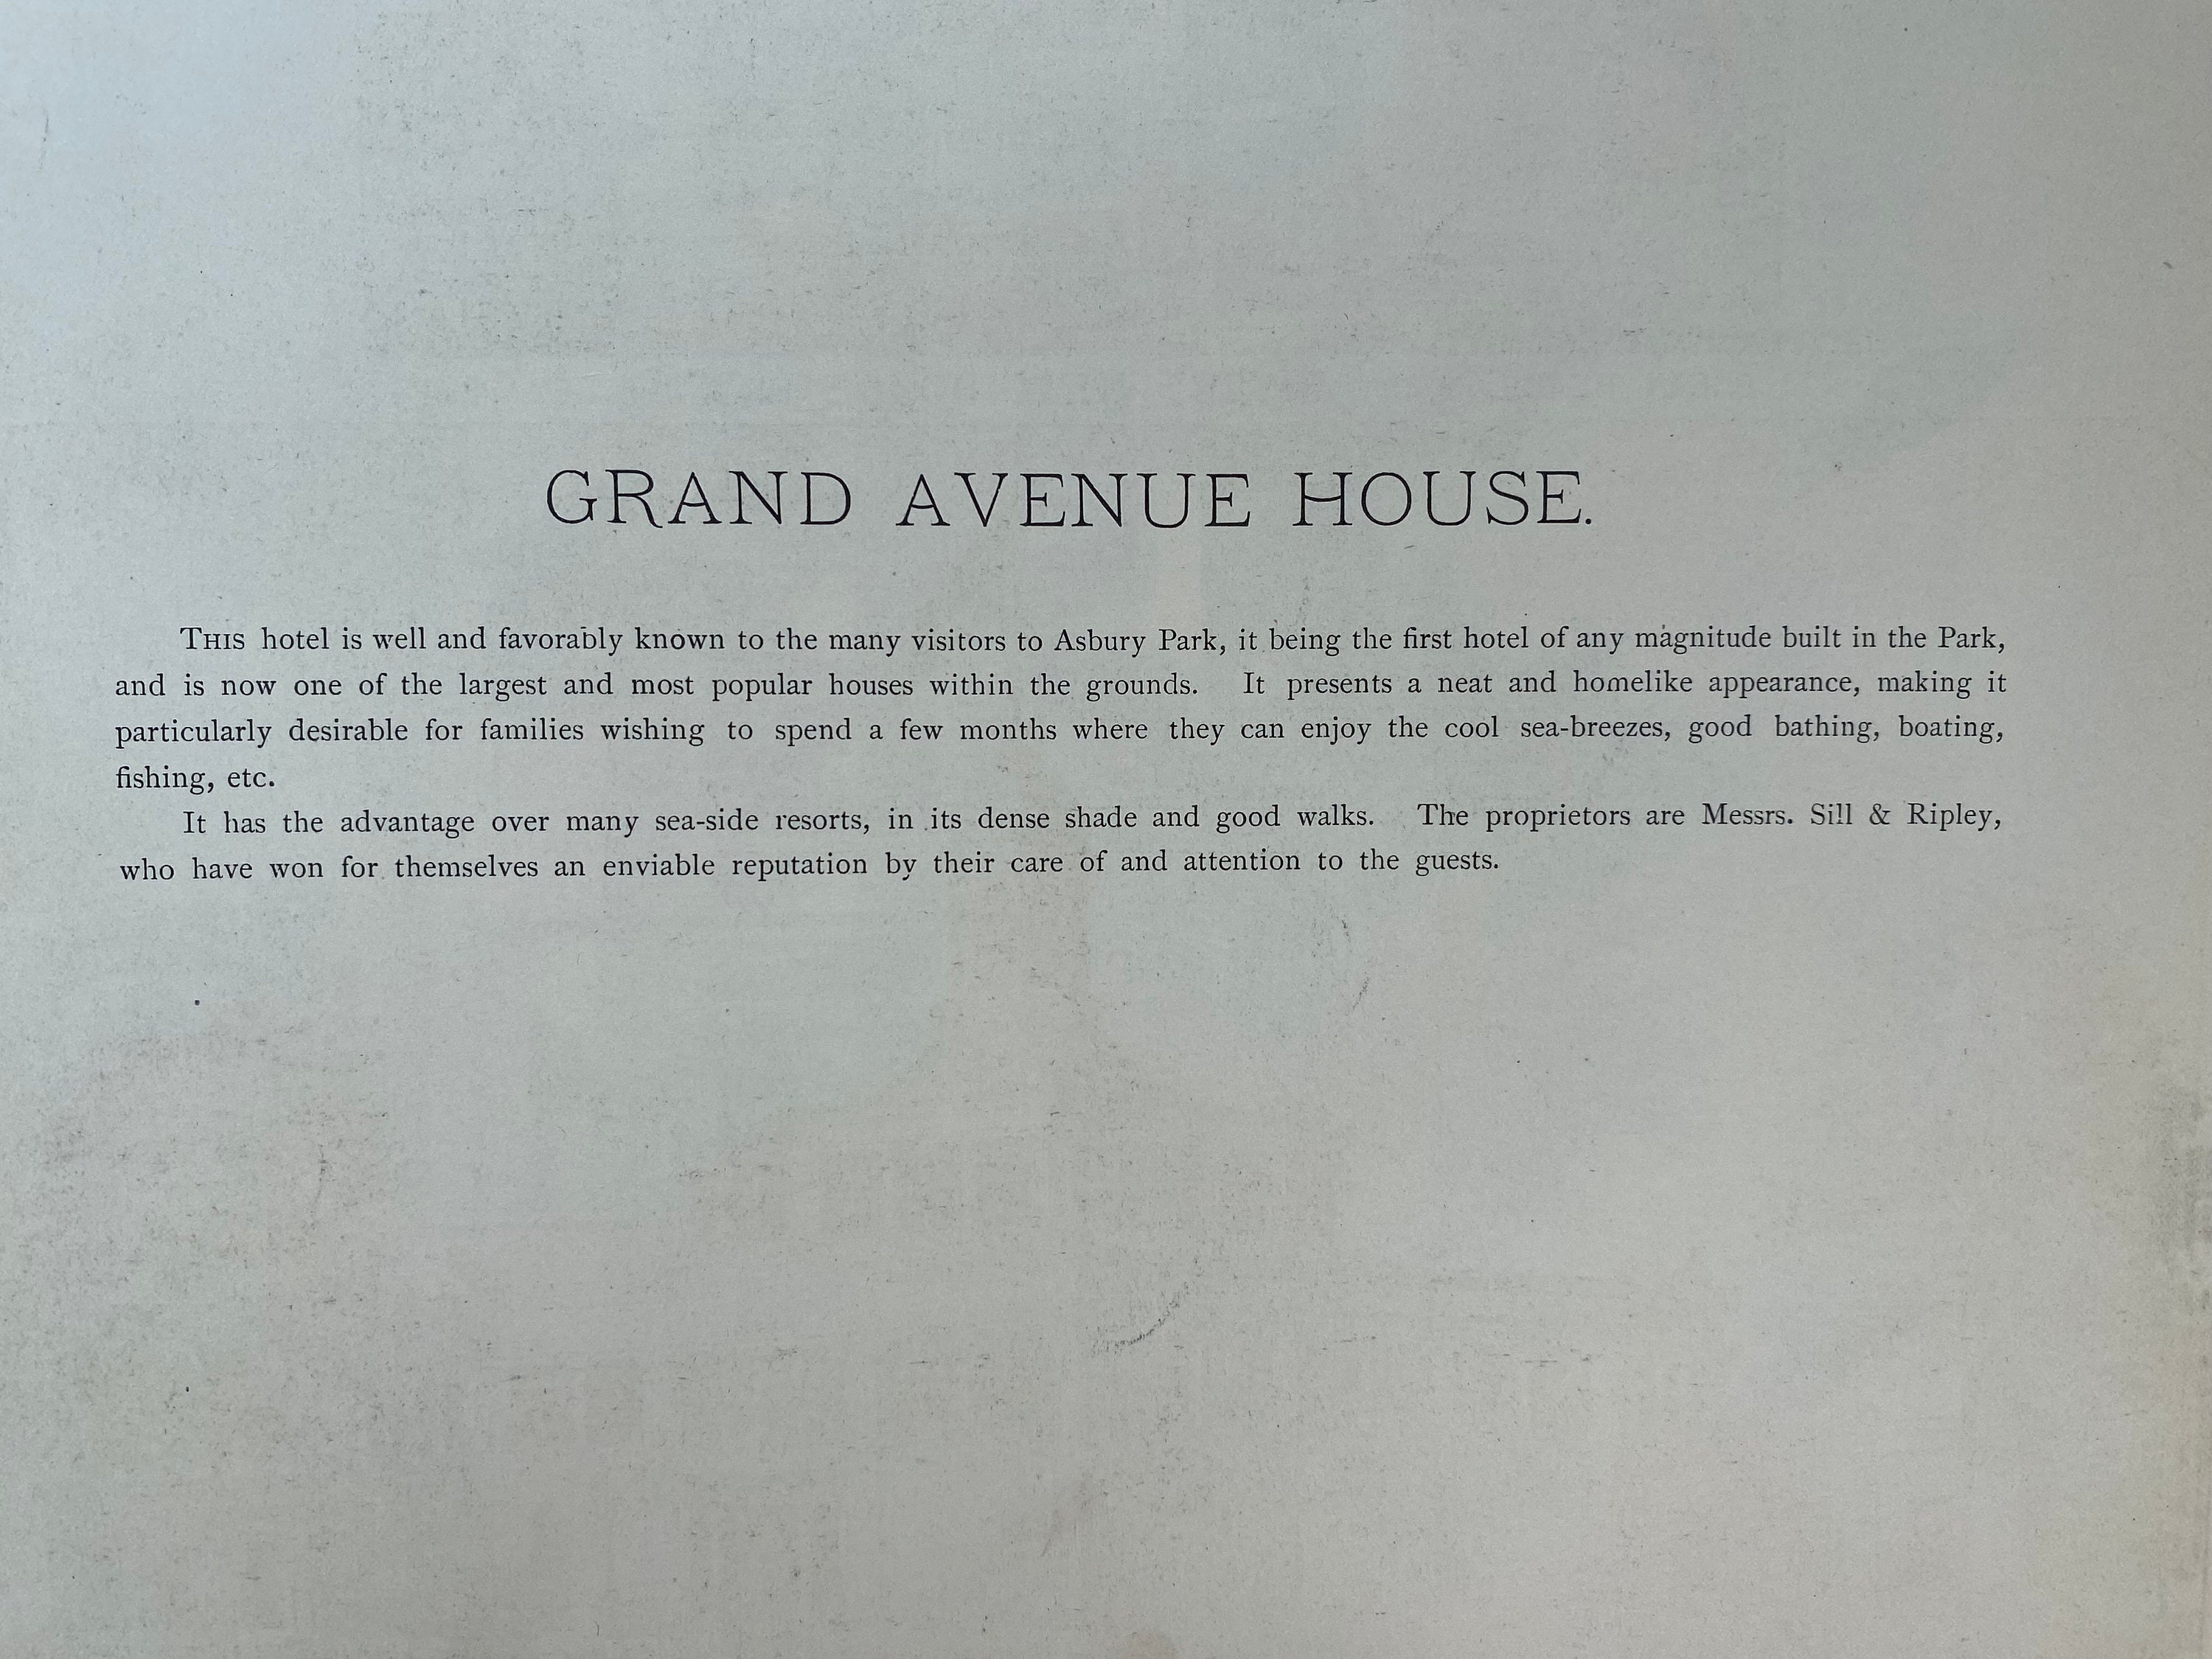 GRAND AVENUE HOUSE.
THIS hotel is well and favorably known to the many visitors to Asbury Park, it being the first hotel of any magnitude built in the Park,
and is now one of the largest and most popular houses within the grounds. It presents a neat and homelike appearance, making it
particularly desirable for families wishing to spend a few months where they can enjoy the cool sea-breezes, good bathing, boating,
fishing, etc.
It has the advantage over many sea-side resorts, in its dense shade and good walks. The proprietors are Messrs. Sill & Ripley,
who have won for themselves an enviable reputation by their care of and attention to the guests.